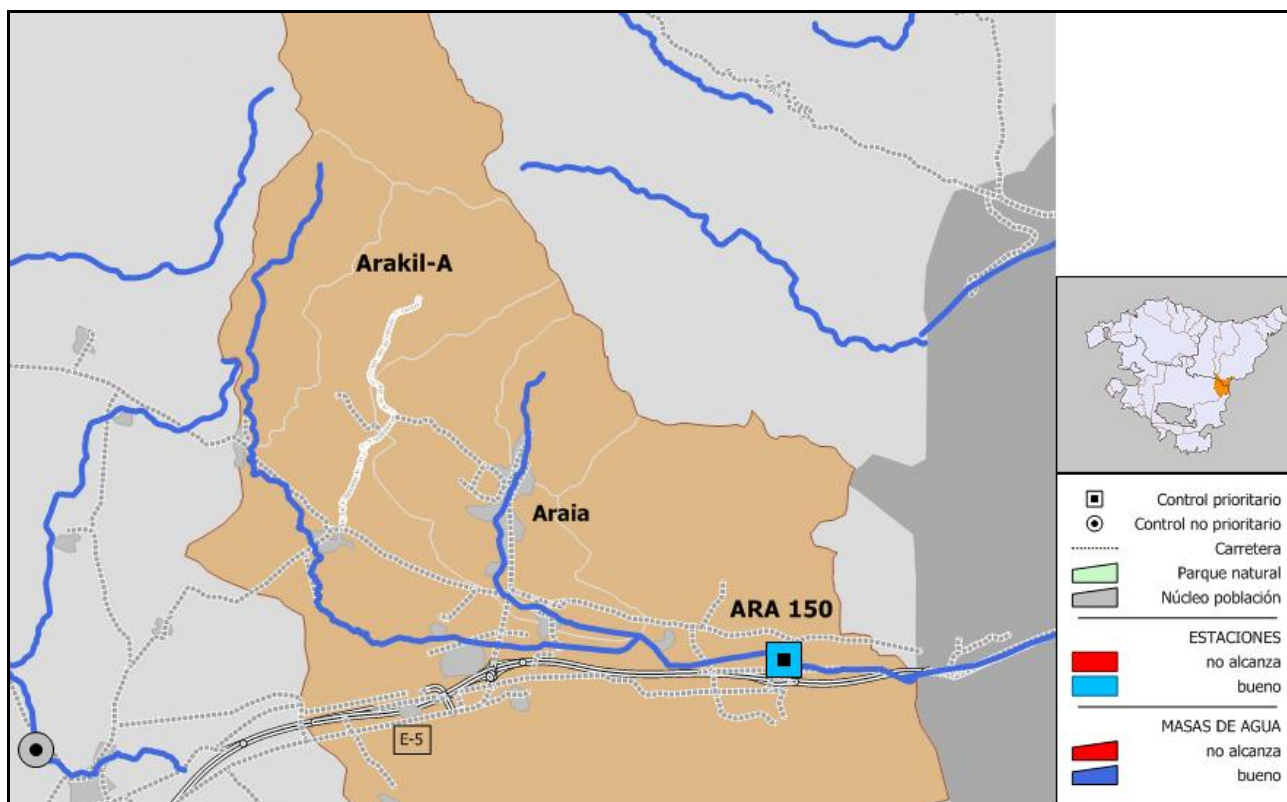 Arakil-A
Araia
ARA 150
E-5
Control prioritario
Control no prioritario
Carretera
Parque natural
Núcleo población
ESTACIONES
no alcanza
bueno
MASAS DE AGUA
no alcanza
bueno